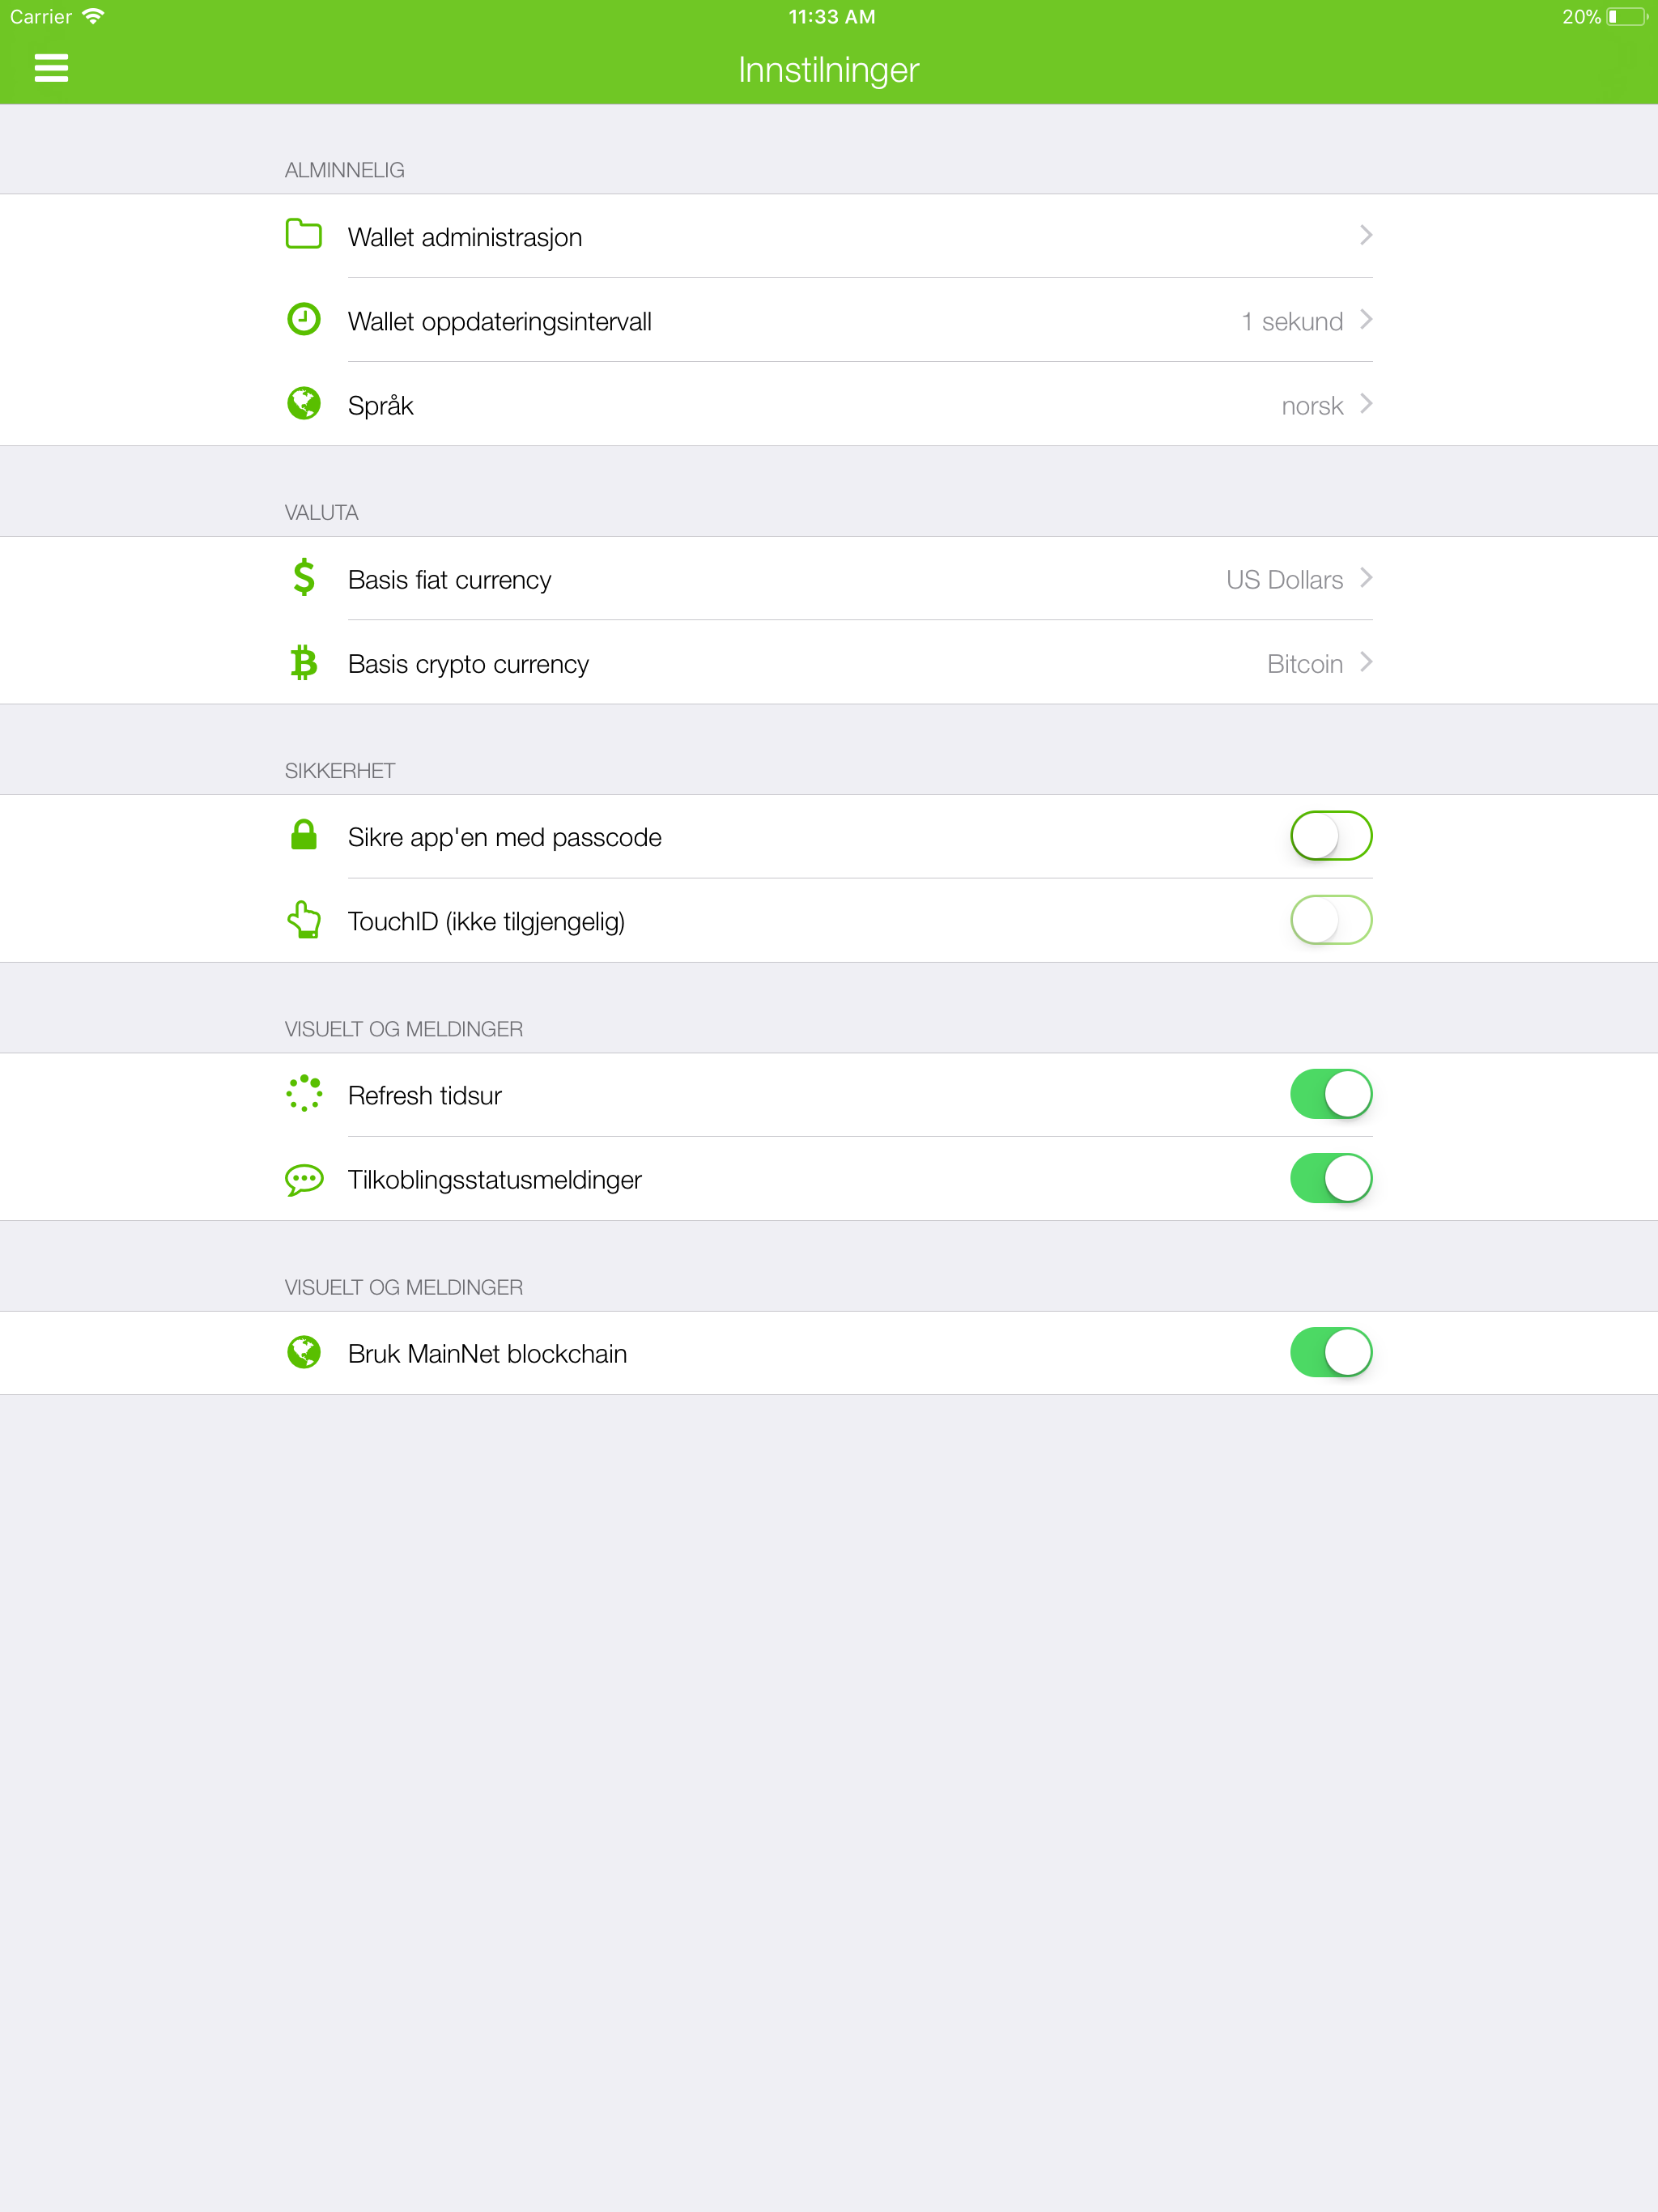 Carrier 11:33 AM 20%
Innstilninger
ALMINNELIG
Wallet administrasjon
Wallet oppdateringsintervall 1 sekund
Språk norsk
VALUTA
Basis fiat currency US Dollars
Basis crypto currency Bitcoin
SIKKERHET
Sikre app'en med passcode
TouchID (ikke tilgjengelig)
VISUELT OG MELDINGER
Refresh tidsur
Tilkoblingsstatusmeldinger
VISUELT OG MELDINGER
Bruk MainNet blockchain